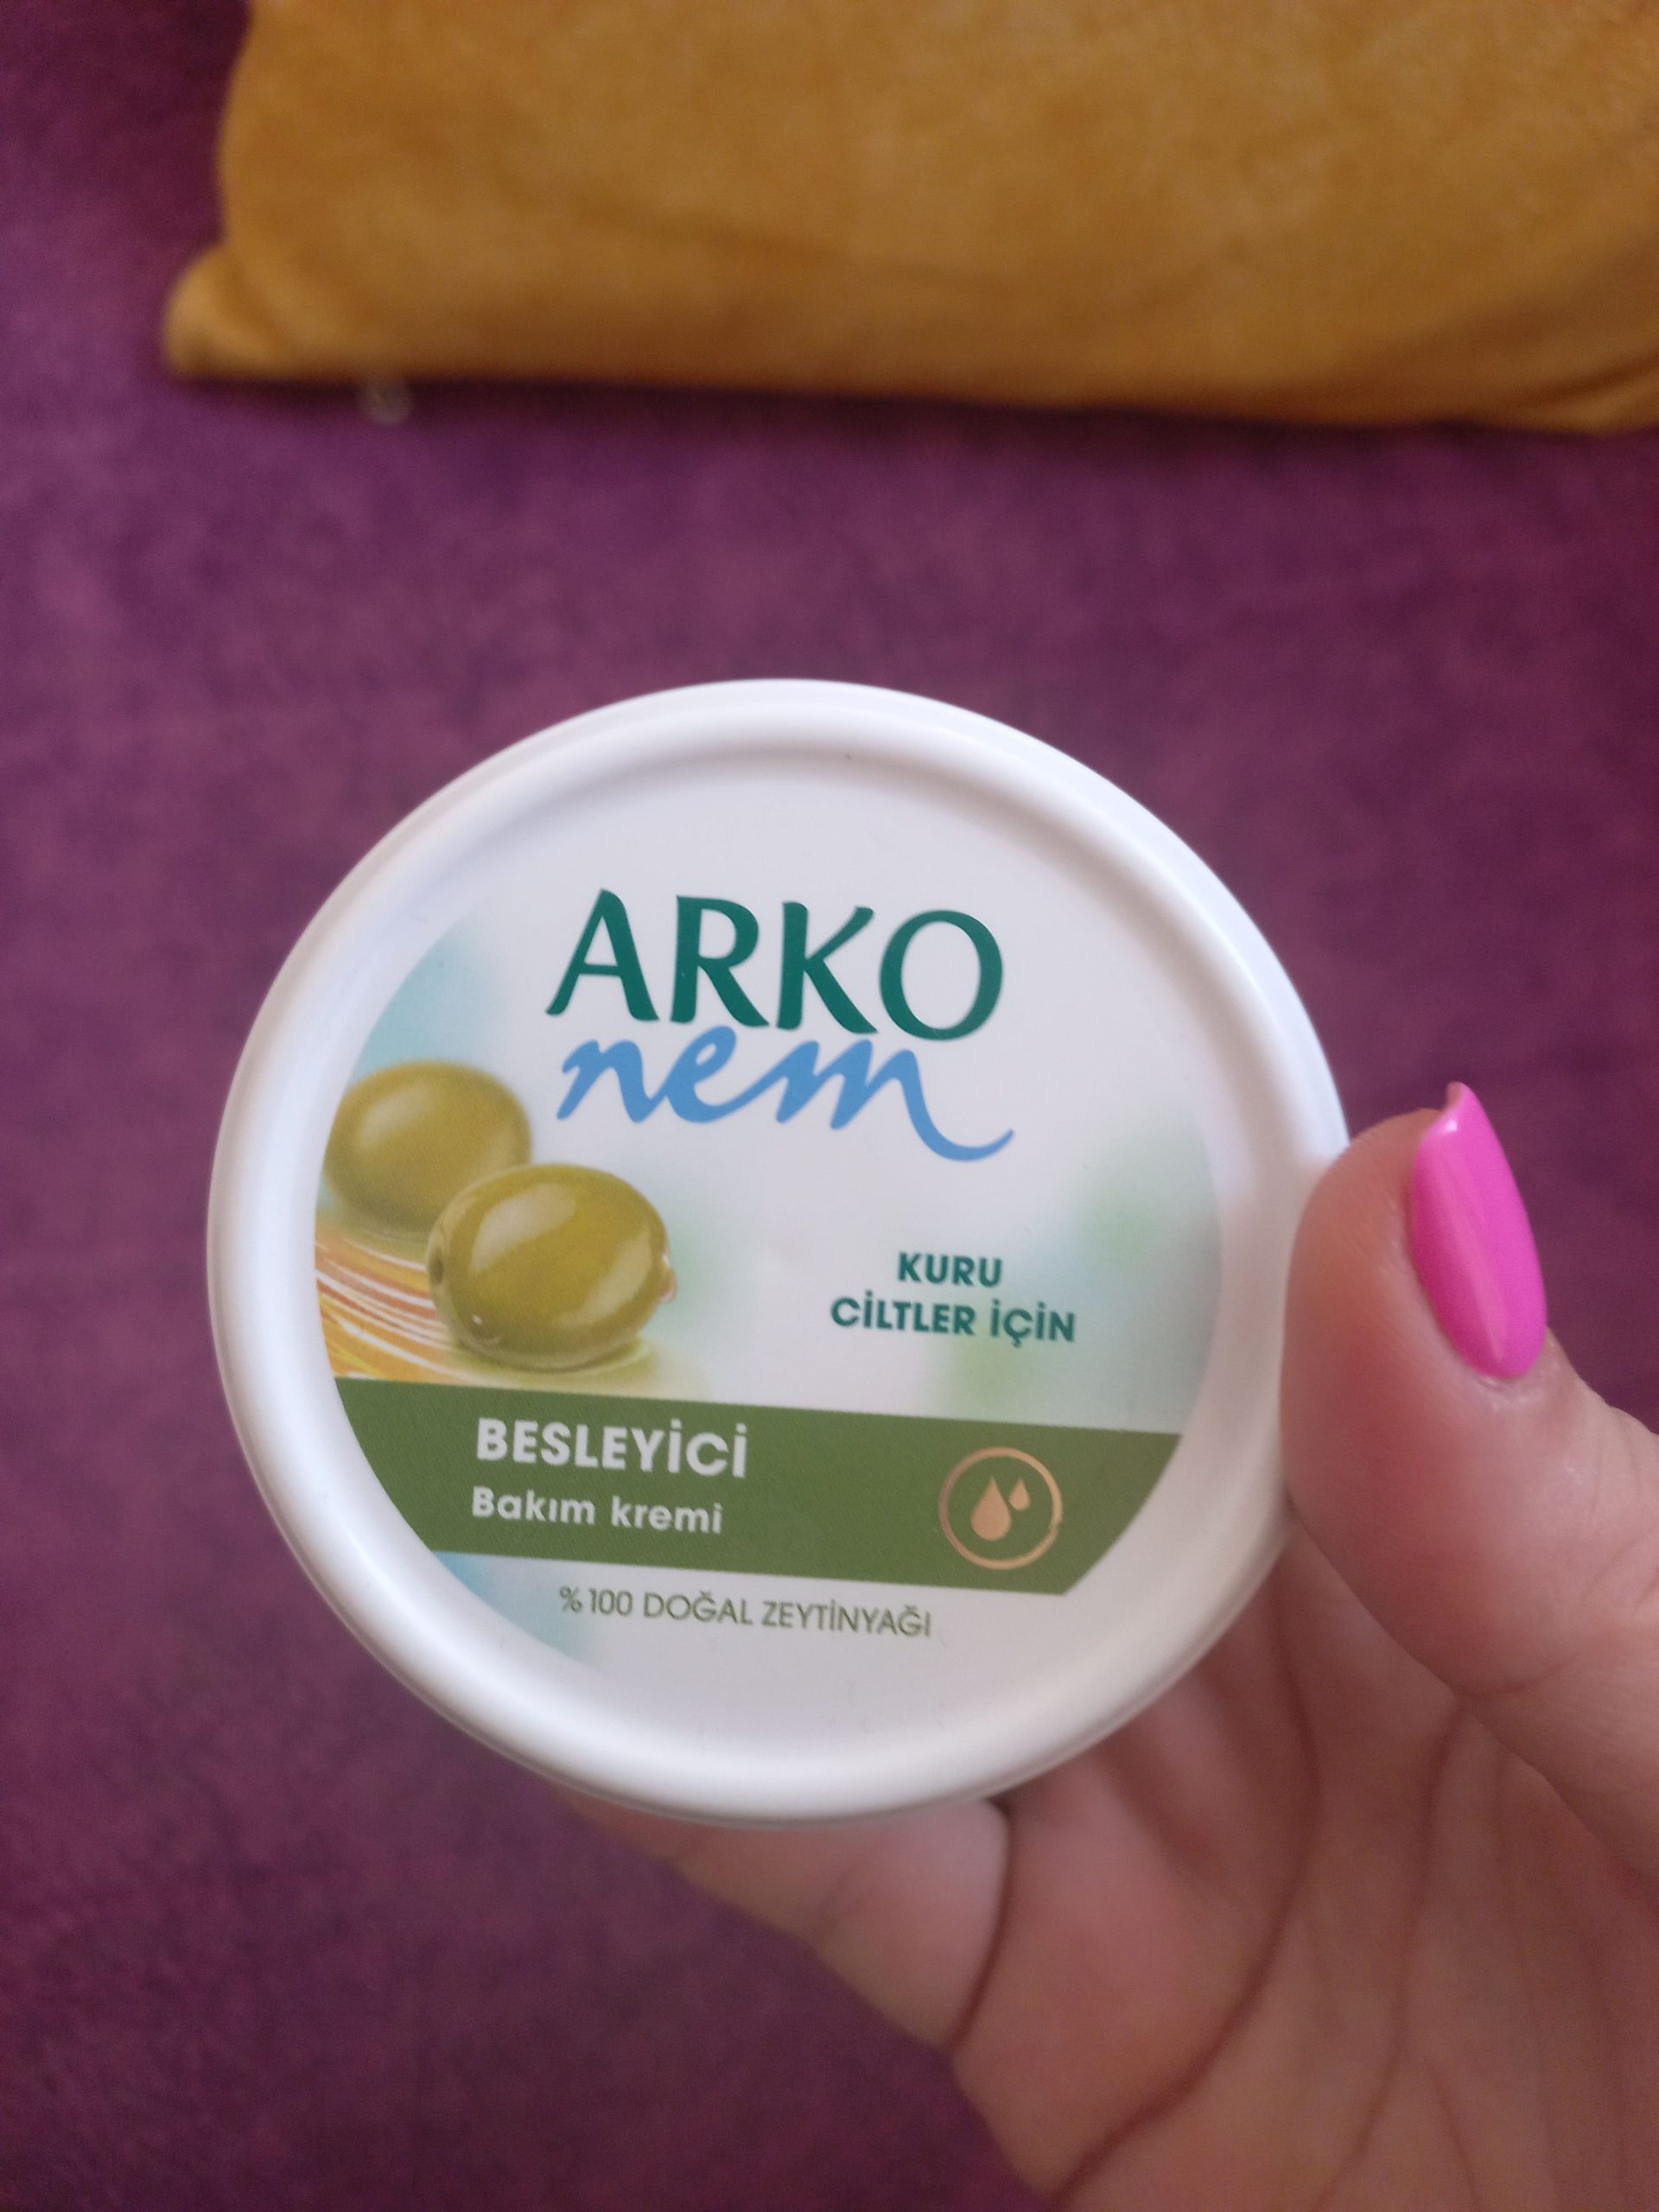 ARKO
nem
KURU
CİLTLER İÇİN
BESLEYİCİ
Bakım kremi
%100 DOĞAL ZEYTİNYAĞI